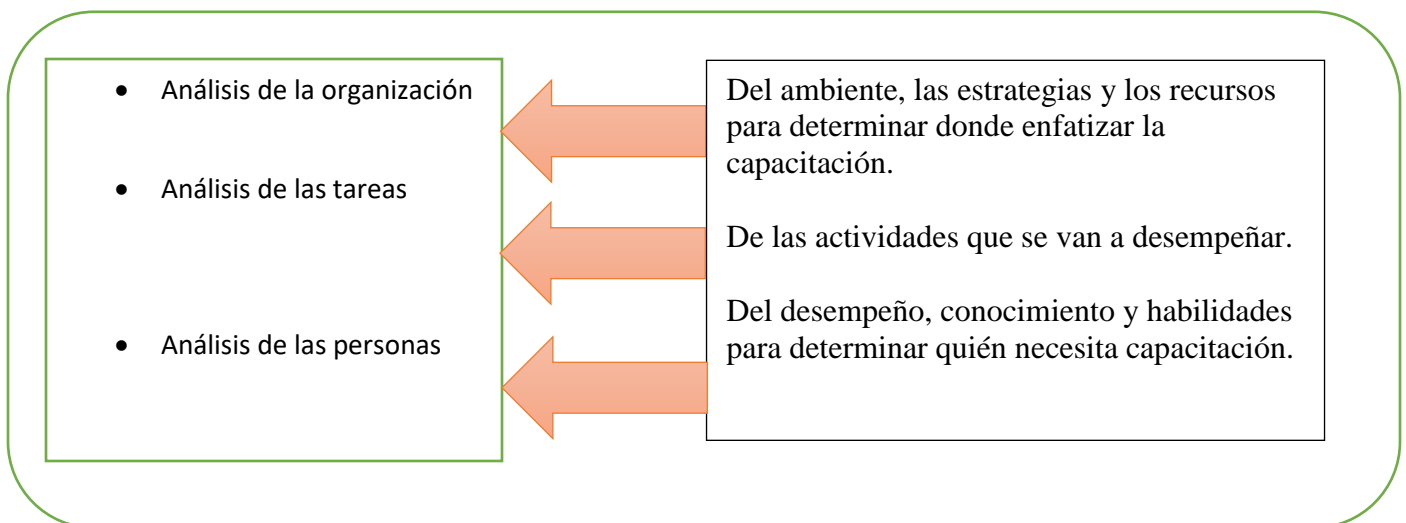 • Análisis de la organización
• Análisis de las tareas
• Análisis de las personas
Del ambiente, las estrategias y los recursos
para determinar donde enfatizar la
capacitación.
De las actividades que se van a desempeñar.
Del desempeño, conocimiento y habilidades
para determinar quién necesita capacitación.